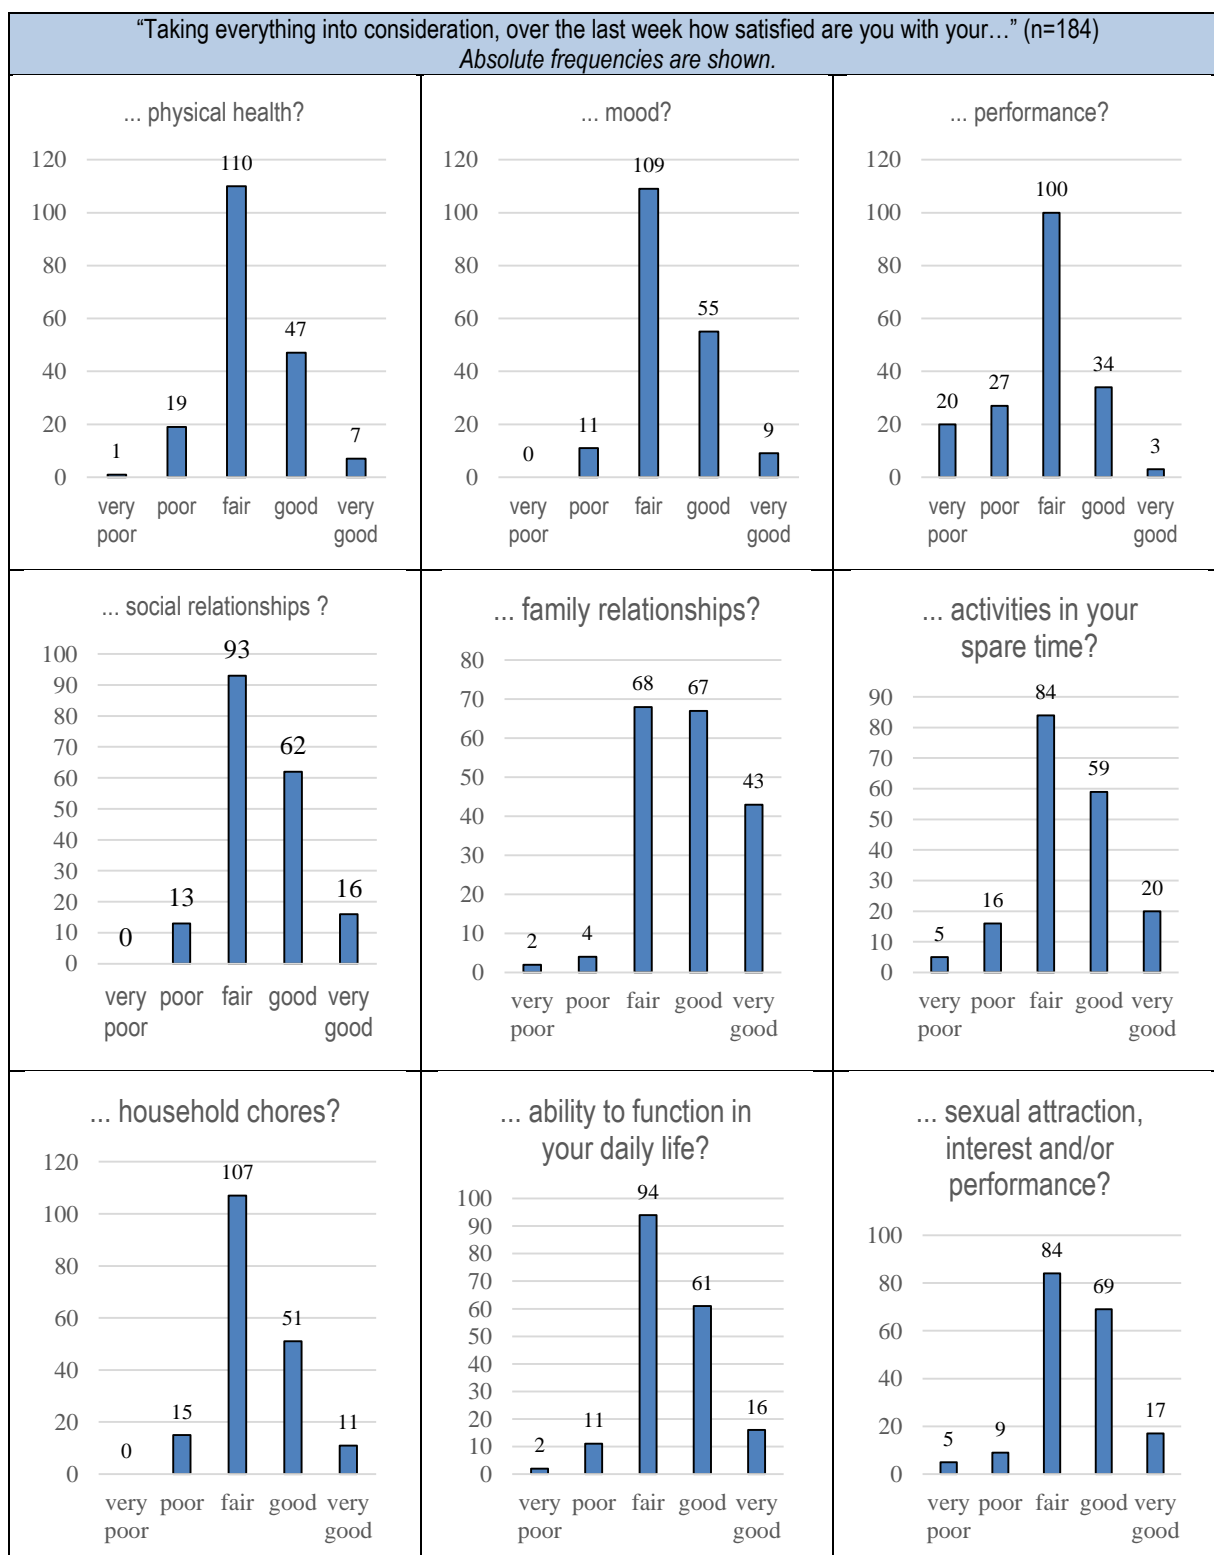 “Taking everything into consideration, over the last week how satisfied are you with your…” (n=184)
Absolute frequencies are shown.
... physical health?
120
100
80
60
40
20
0
1
19
110
47
7
very poor
poor
fair
good
very good
... mood?
120
100
80
60
40
20
0
0
11
109
55
9
very poor
poor
fair
good
very good
... performance?
120
100
80
60
40
20
0
20
27
100
34
3
very poor
poor
fair
good
very good
... social relationships ?
100
90
80
70
60
50
40
30
20
10
0
0
13
93
62
16
very poor
poor
fair
good
very good
... family relationships?
80
70
60
50
40
30
20
10
0
2
4
68
67
43
very poor
poor
fair
good
very good
... activities in your
spare time?
90
80
70
60
50
40
30
20
10
0
5
16
84
59
20
very poor
poor
fair
good
very good
... household chores?
120
100
80
60
40
20
0
0
15
107
51
11
very poor
poor
fair
good
very good
... ability to function in
your daily life?
100
90
80
70
60
50
40
30
20
10
0
2
11
94
61
16
very poor
poor
fair
good
very good
... sexual attraction,
interest and/or
performance?
100
80
60
40
20
0
5
9
84
69
17
very poor
poor
fair
good
very good